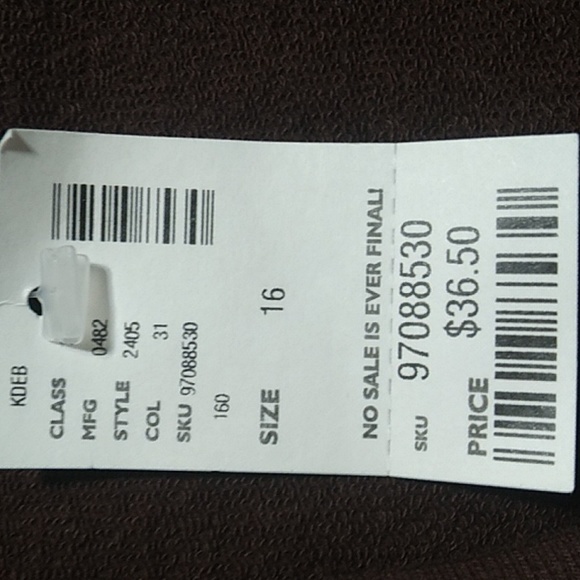 KDEB
CLASS
MFG 0482
STYLE 2405
COL 31
SKU 97088530
160
SIZE 16
NO SALE IS EVER FINAL!
SKU 97088530
PRICE $36.50